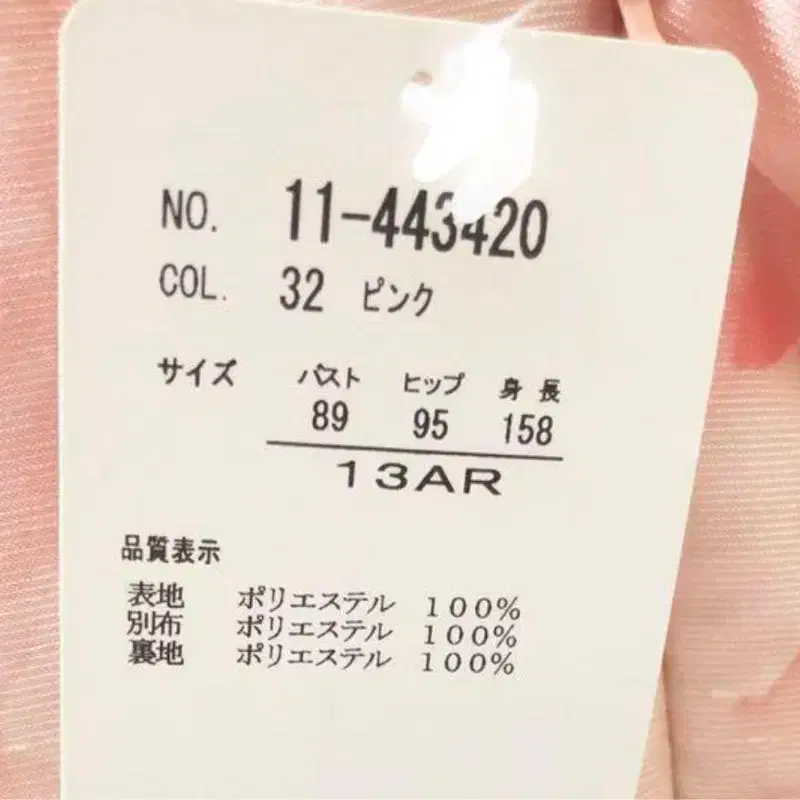 NO. 11-443420
COL. 32 ピンク
サイズ バスト ヒップ 身長
89 95 158
13AR
品質表示
表地 ポリエステル 100%
別布 ポリエステル 100%
裏地 ポリエステル 100%